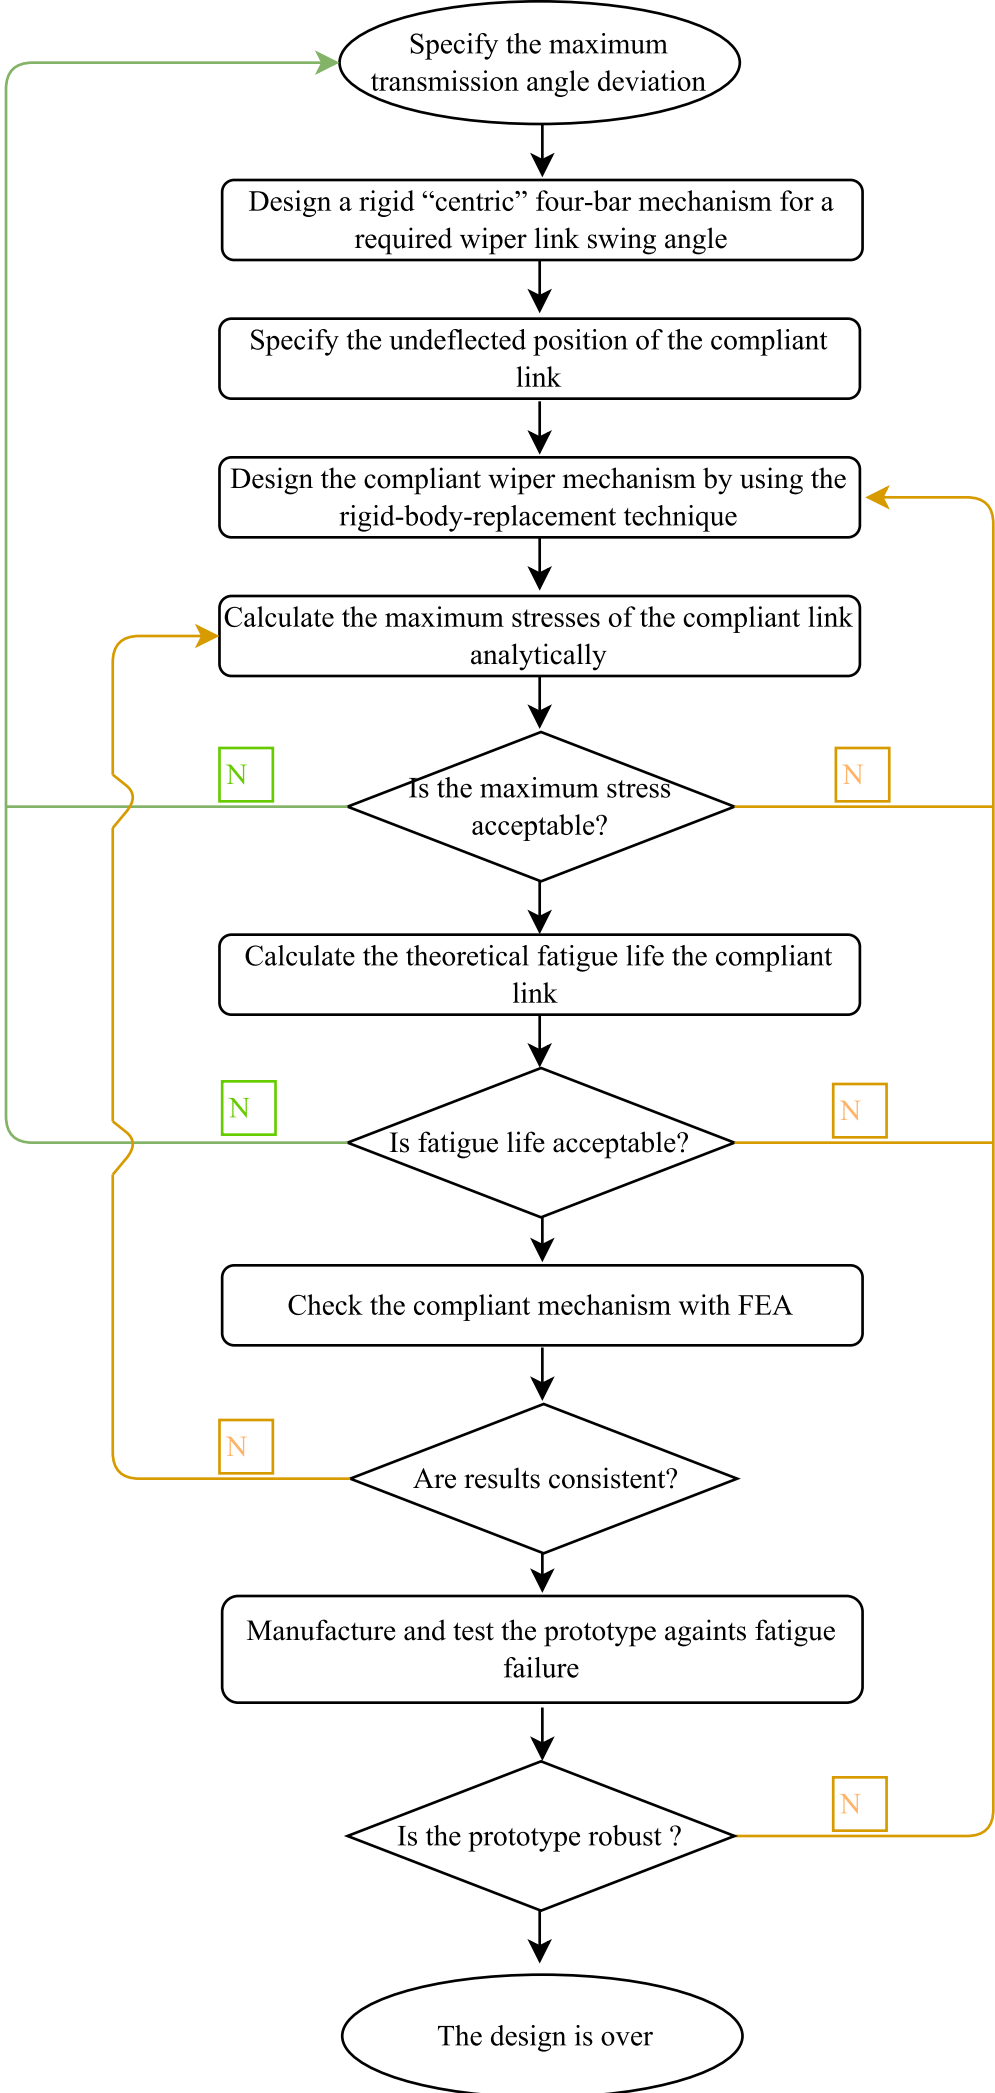 Specify the maximum
transmission angle deviation
Design a rigid “centric” four-bar mechanism for a
required wiper link swing angle
Specify the undeflected position of the compliant
link
Design the compliant wiper mechanism by using the
rigid-body-replacement technique
Calculate the maximum stresses of the compliant link
analytically
N
N
Is the maximum stress
acceptable?
Calculate the theoretical fatigue life the compliant
link
N
N
Is fatigue life acceptable?
Check the compliant mechanism with FEA
N
Are results consistent?
Manufacture and test the prototype againts fatigue
failure
N
Is the prototype robust ?
The design is over